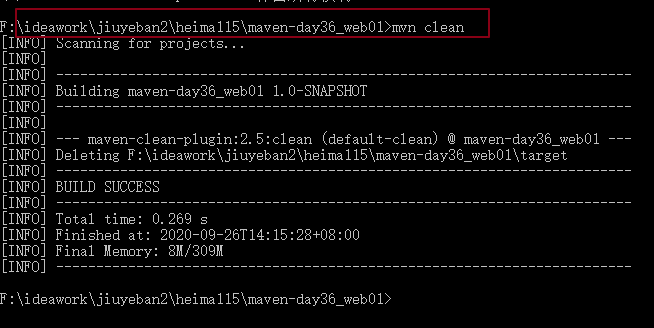 F:\ideawork\jiuyeban2\heima115\maven-day36_web01>mvn clean
[INFO] Scanning for projects...
[INFO]
[INFO] ------------------------------------------------------------------------
[INFO] Building maven-day36_web01 1.0-SNAPSHOT
[INFO] ------------------------------------------------------------------------
[INFO]
[INFO] --- maven-clean-plugin:2.5:clean (default-clean) @ maven-day36_web01 ---
[INFO] Deleting F:\ideawork\jiuyeban2\heima115\maven-day36_web01\target
[INFO] ------------------------------------------------------------------------
[INFO] BUILD SUCCESS
[INFO] ------------------------------------------------------------------------
[INFO] Total time: 0.269 s
[INFO] Finished at: 2020-09-26T14:15:28+08:00
[INFO] Final Memory: 8M/309M
[INFO] ------------------------------------------------------------------------
F:\ideawork\jiuyeban2\heima115\maven-day36_web01>